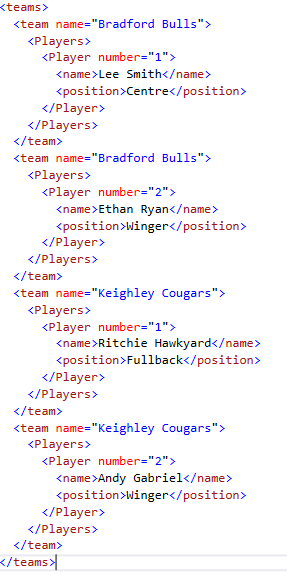 <teams>
  <team name="Bradford Bulls">
    <Players>
      <Player number="1">
        <name>Lee Smith</name>
        <position>Centre</position>
      </Player>
    </Players>
  </team>
  <team name="Bradford Bulls">
    <Players>
      <Player number="2">
        <name>Ethan Ryan</name>
        <position>Winger</position>
      </Player>
    </Players>
  </team>
  <team name="Keighley Cougars">
    <Players>
      <Player number="1">
        <name>Ritchie Hawkyard</name>
        <position>Fullback</position>
      </Player>
    </Players>
  </team>
  <team name="Keighley Cougars">
    <Players>
      <Player number="2">
        <name>Andy Gabriel</name>
        <position>Winger</position>
      </Player>
    </Players>
  </team>
</teams>